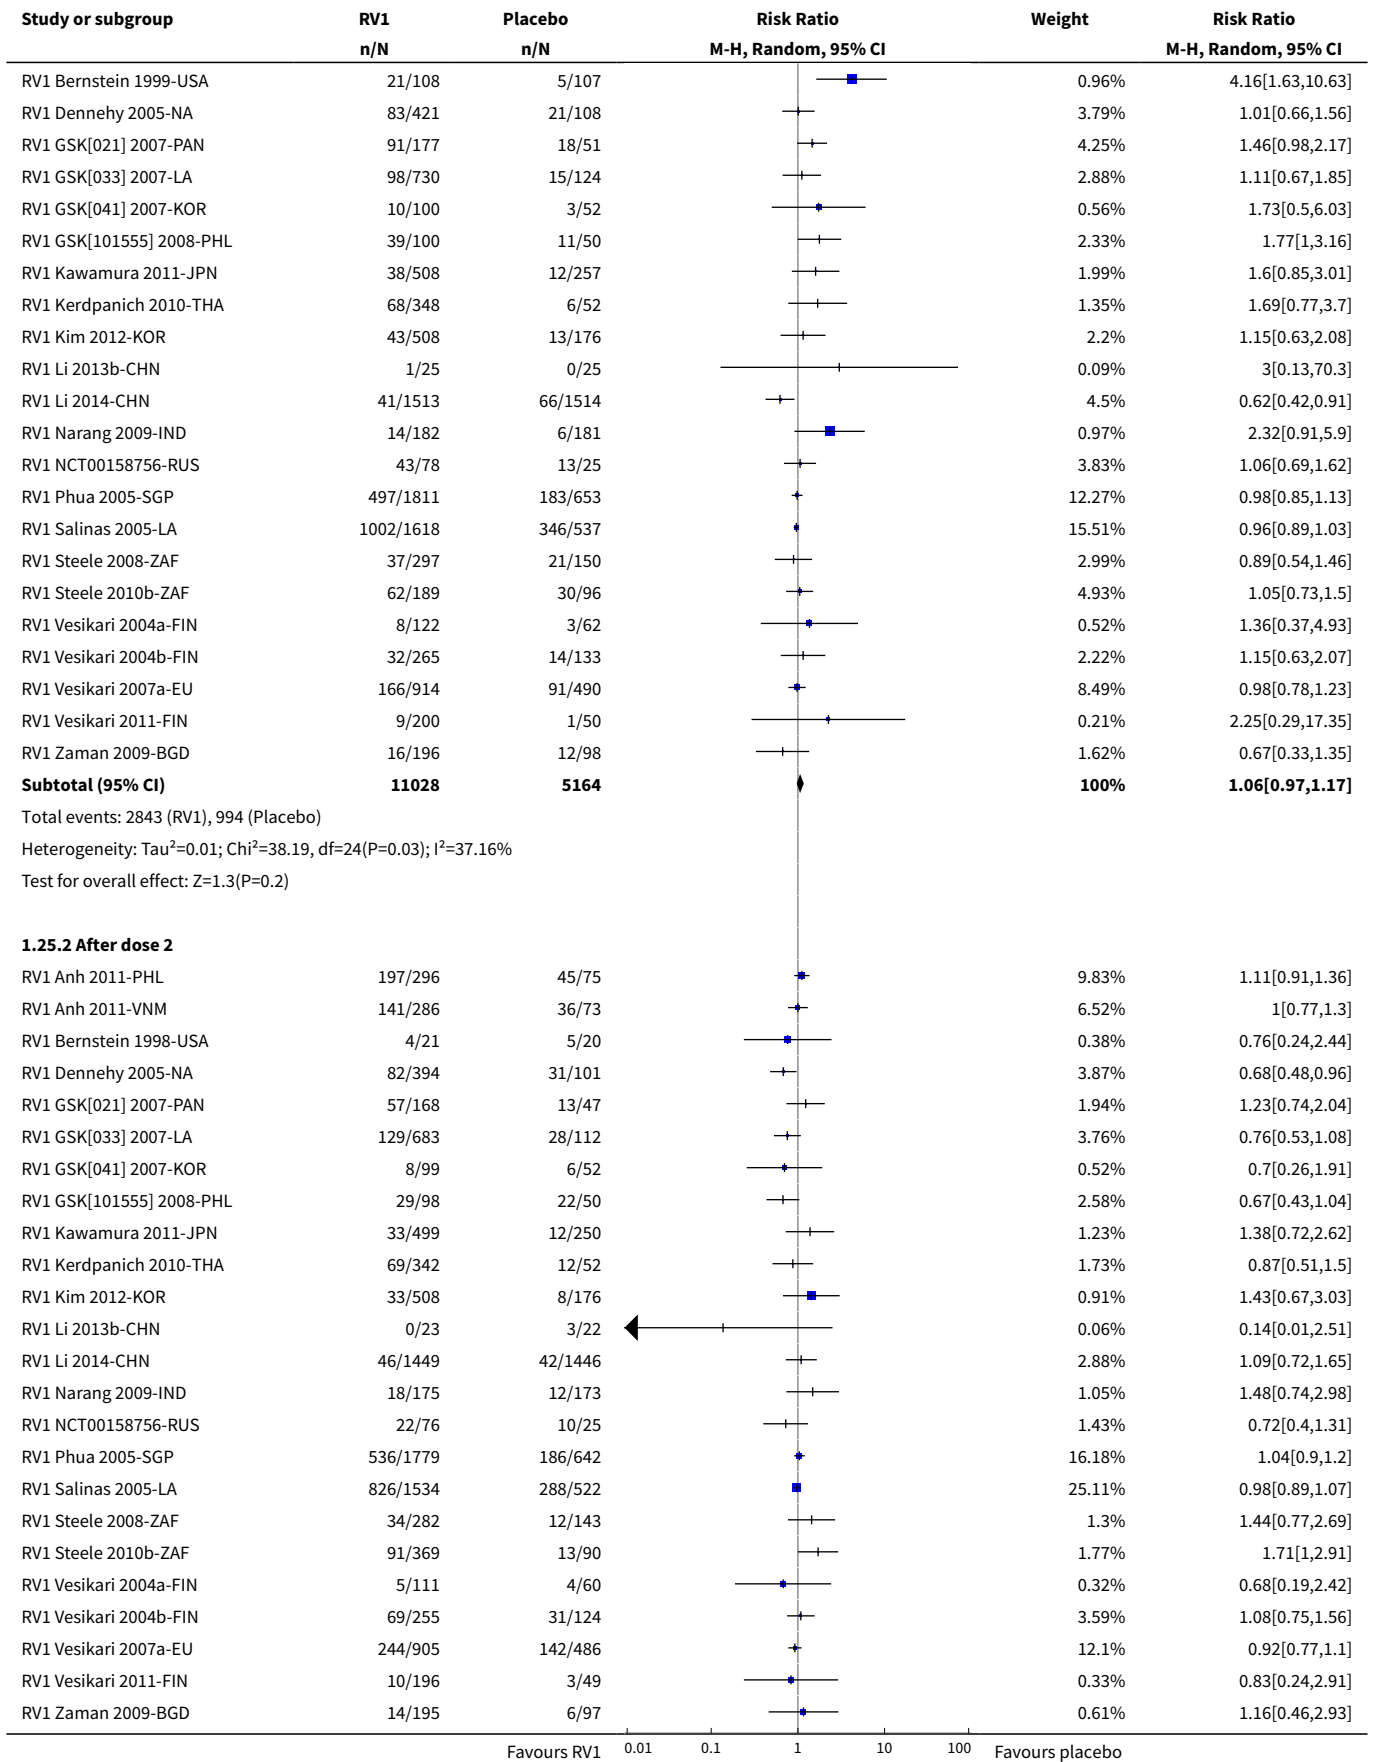 Study or subgroup RV1 Placebo Risk Ratio Weight Risk Ratio
n/N n/N M-H, Random, 95% CI M-H, Random, 95% CI
RV1 Bernstein 1999-USA 21/108 5/107 0.96% 4.16[1.63,10.63]
RV1 Dennehy 2005-NA 83/421 21/108 3.79% 1.01[0.66,1.56]
RV1 GSK[021] 2007-PAN 91/177 18/51 4.25% 1.46[0.98,2.17]
RV1 GSK[033] 2007-LA 98/730 15/124 2.88% 1.11[0.67,1.85]
RV1 GSK[041] 2007-KOR 10/100 3/52 0.56% 1.73[0.5,6.03]
RV1 GSK[101555] 2008-PHL 39/100 11/50 2.33% 1.77[1,3.16]
RV1 Kawamura 2011-JPN 38/508 12/257 1.99% 1.6[0.85,3.01]
RV1 Kerdpanich 2010-THA 68/348 6/52 1.35% 1.69[0.77,3.7]
RV1 Kim 2012-KOR 43/508 13/176 2.2% 1.15[0.63,2.08]
RV1 Li 2013b-CHN 1/25 0/25 0.09% 3[0.13,70.3]
RV1 Li 2014-CHN 41/1513 66/1514 4.5% 0.62[0.42,0.91]
RV1 Narang 2009-IND 14/182 6/181 0.97% 2.32[0.91,5.9]
RV1 NCT00158756-RUS 43/78 13/25 3.83% 1.06[0.69,1.62]
RV1 Phua 2005-SGP 497/1811 183/653 12.27% 0.98[0.85,1.13]
RV1 Salinas 2005-LA 1002/1618 346/537 15.51% 0.96[0.89,1.03]
RV1 Steele 2008-ZAF 37/297 21/150 2.99% 0.89[0.54,1.46]
RV1 Steele 2010b-ZAF 62/189 30/96 4.93% 1.05[0.73,1.5]
RV1 Vesikari 2004a-FIN 8/122 3/62 0.52% 1.36[0.37,4.93]
RV1 Vesikari 2004b-FIN 32/265 14/133 2.22% 1.15[0.63,2.07]
RV1 Vesikari 2007a-EU 166/914 91/490 8.49% 0.98[0.78,1.23]
RV1 Vesikari 2011-FIN 9/200 1/50 0.21% 2.25[0.29,17.35]
RV1 Zaman 2009-BGD 16/196 12/98 1.62% 0.67[0.33,1.35]
Subtotal (95% CI) 11028 5164 100% 1.06[0.97,1.17]
Total events: 2843 (RV1), 994 (Placebo)
Heterogeneity: Tau²=0.01; Chi²=38.19, df=24(P=0.03); I²=37.16%
Test for overall effect: Z=1.3(P=0.2)
1.25.2 After dose 2
RV1 Anh 2011-PHL 197/296 45/75 9.83% 1.11[0.91,1.36]
RV1 Anh 2011-VNM 141/286 36/73 6.52% 1[0.77,1.3]
RV1 Bernstein 1998-USA 4/21 5/20 0.38% 0.76[0.24,2.44]
RV1 Dennehy 2005-NA 82/394 31/101 3.87% 0.68[0.48,0.96]
RV1 GSK[021] 2007-PAN 57/168 13/47 1.94% 1.23[0.74,2.04]
RV1 GSK[033] 2007-LA 129/683 28/112 3.76% 0.76[0.53,1.08]
RV1 GSK[041] 2007-KOR 8/99 6/52 0.52% 0.7[0.26,1.91]
RV1 GSK[101555] 2008-PHL 29/98 22/50 2.58% 0.67[0.43,1.04]
RV1 Kawamura 2011-JPN 33/499 12/250 1.23% 1.38[0.72,2.62]
RV1 Kerdpanich 2010-THA 69/342 12/52 1.73% 0.87[0.51,1.5]
RV1 Kim 2012-KOR 33/508 8/176 0.91% 1.43[0.67,3.03]
RV1 Li 2013b-CHN 0/23 3/22 0.06% 0.14[0.01,2.51]
RV1 Li 2014-CHN 46/1449 42/1446 2.88% 1.09[0.72,1.65]
RV1 Narang 2009-IND 18/175 12/173 1.05% 1.48[0.74,2.98]
RV1 NCT00158756-RUS 22/76 10/25 1.43% 0.72[0.4,1.31]
RV1 Phua 2005-SGP 536/1779 186/642 16.18% 1.04[0.9,1.2]
RV1 Salinas 2005-LA 826/1534 288/522 25.11% 0.98[0.89,1.07]
RV1 Steele 2008-ZAF 34/282 12/143 1.3% 1.44[0.77,2.69]
RV1 Steele 2010b-ZAF 91/369 13/90 1.77% 1.71[1,2.91]
RV1 Vesikari 2004a-FIN 5/111 4/60 0.32% 0.68[0.19,2.42]
RV1 Vesikari 2004b-FIN 69/255 31/124 3.59% 1.08[0.75,1.56]
RV1 Vesikari 2007a-EU 244/905 142/486 12.1% 0.92[0.77,1.1]
RV1 Vesikari 2011-FIN 10/196 3/49 0.33% 0.83[0.24,2.91]
RV1 Zaman 2009-BGD 14/195 6/97 0.61% 1.16[0.46,2.93]
Favours RV1 0.01 0.1 1 10 100 Favours placebo